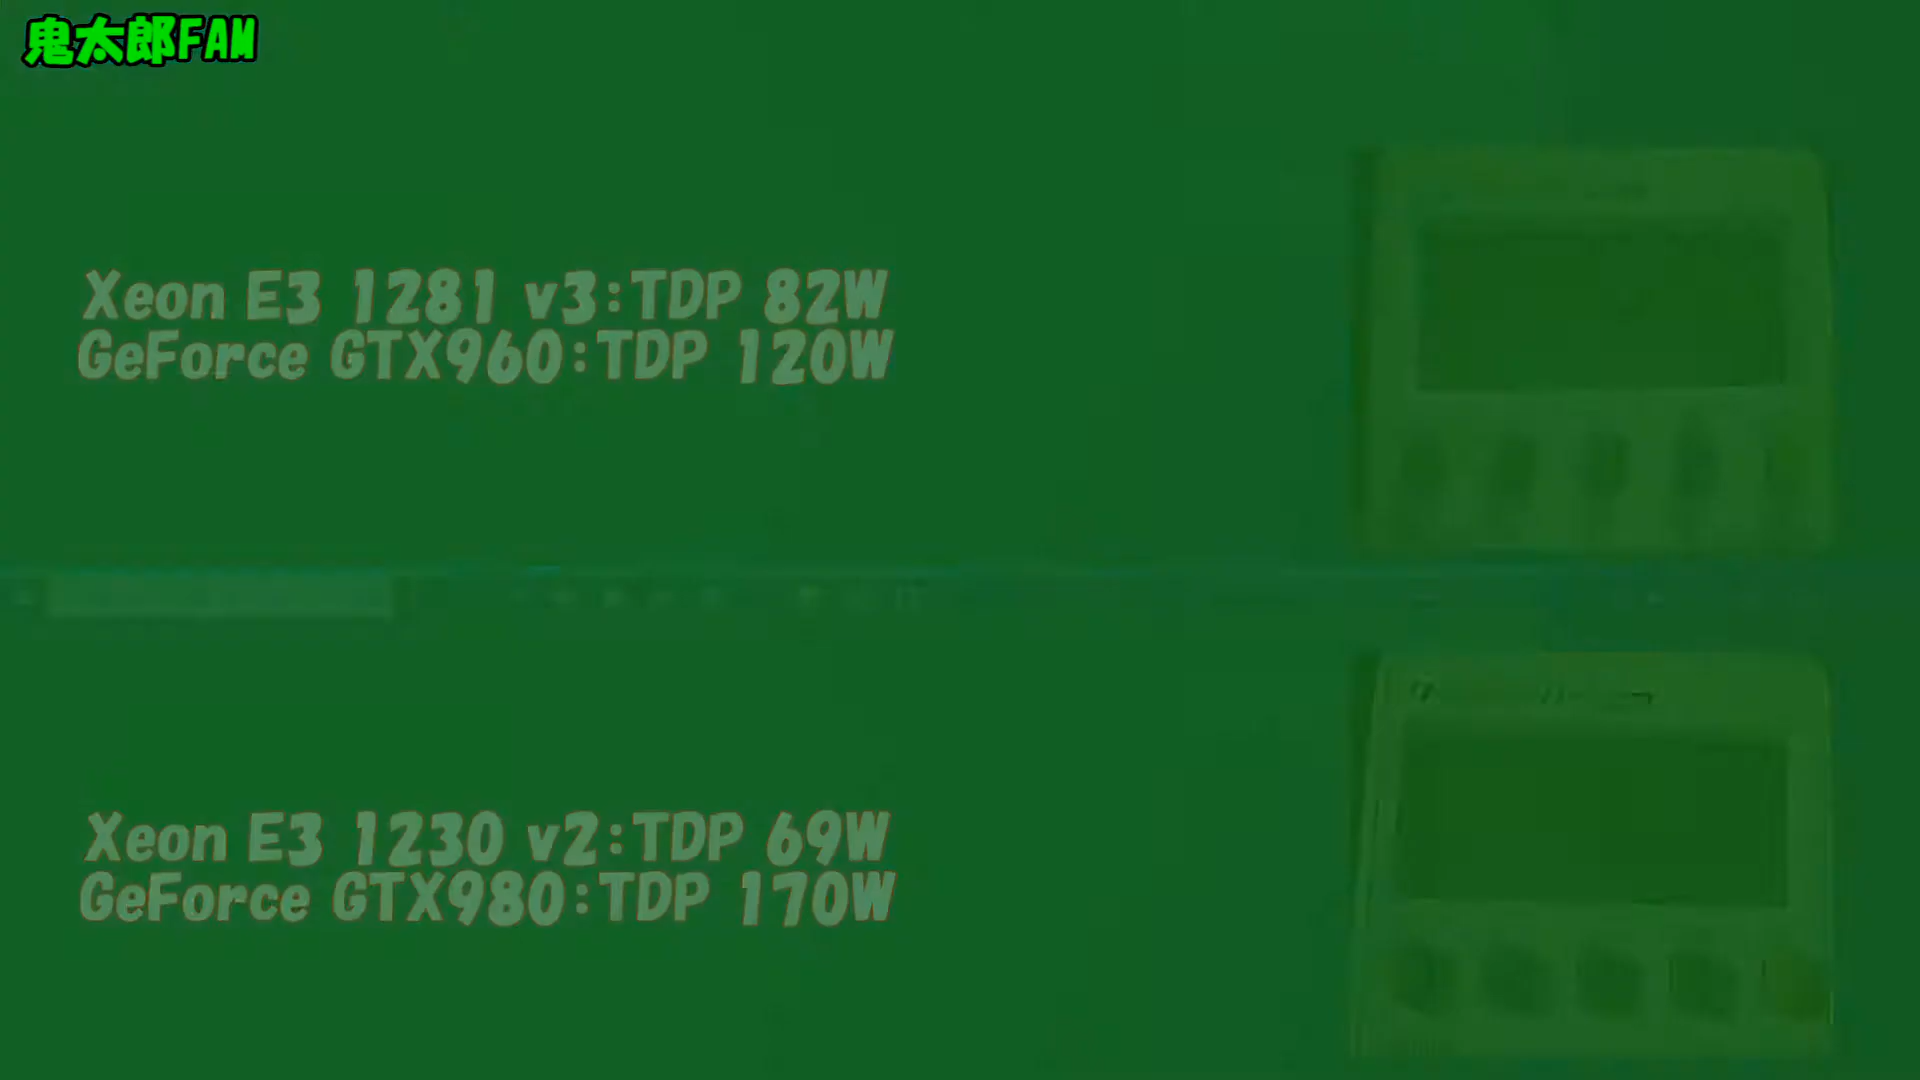 鬼太郎FAM
Xeon E3 1281 v3:TDP 82W
GeForce GTX960:TDP 120W
Xeon E3 1230 v2:TDP 69W
GeForce GTX980:TDP 170W